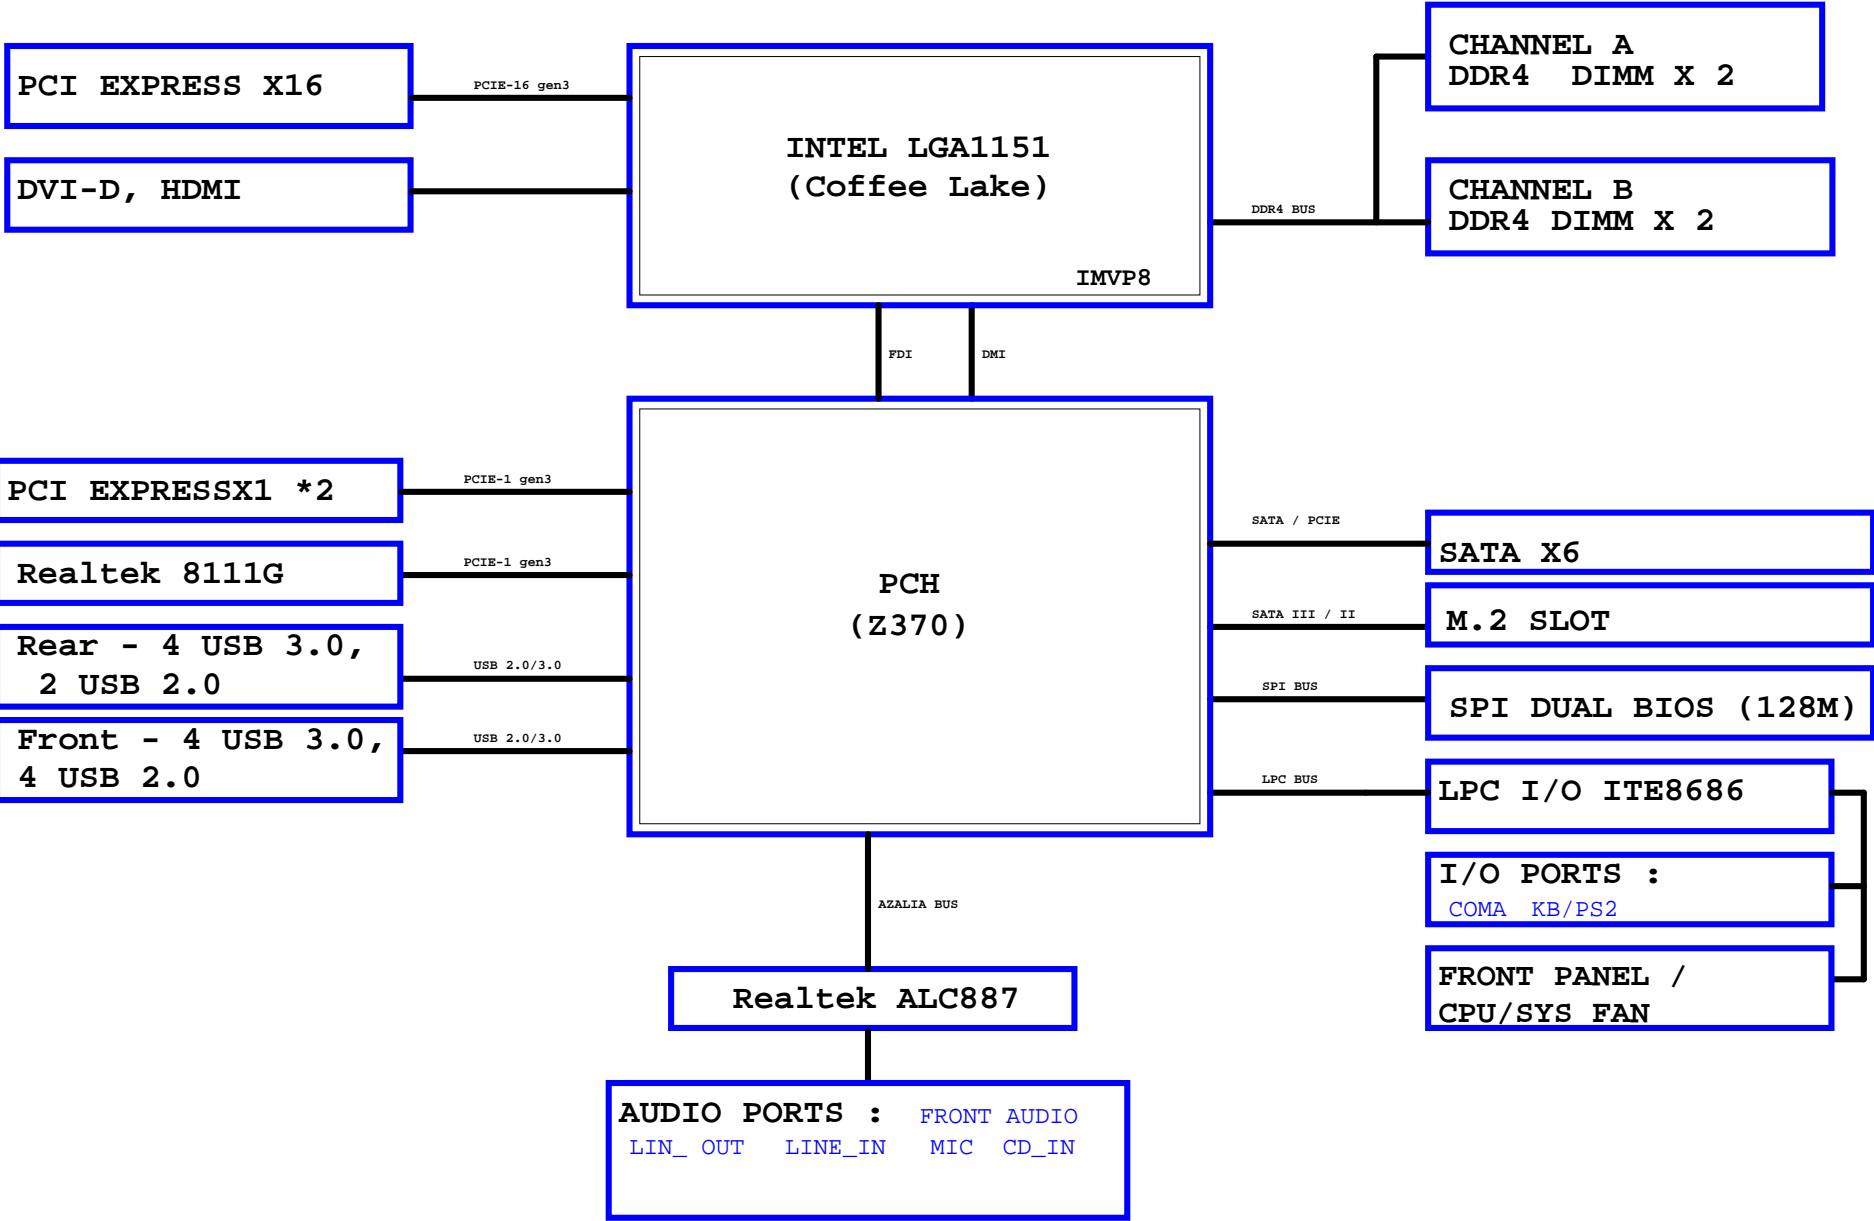 PCI EXPRESS X16
PCIE-16 gen3
DVI-D, HDMI
INTEL LGA1151
(Coffee Lake)
IMVP8
DDR4 BUS
CHANNEL A
DDR4 DIMM X 2
CHANNEL B
DDR4 DIMM X 2
FDI
DMI
PCI EXPRESSX1 *2
PCIE-1 gen3
Realtek 8111G
PCIE-1 gen3
Rear - 4 USB 3.0,
2 USB 2.0
USB 2.0/3.0
Front - 4 USB 3.0,
4 USB 2.0
USB 2.0/3.0
PCH
(Z370)
SATA / PCIE
SATA X6
SATA III / II
M.2 SLOT
SPI BUS
SPI DUAL BIOS (128M)
LPC BUS
LPC I/O ITE8686
I/O PORTS :
COMA KB/PS2
FRONT PANEL /
CPU/SYS FAN
AZALIA BUS
Realtek ALC887
AUDIO PORTS : FRONT AUDIO
LIN_ OUT LINE_IN MIC CD_IN